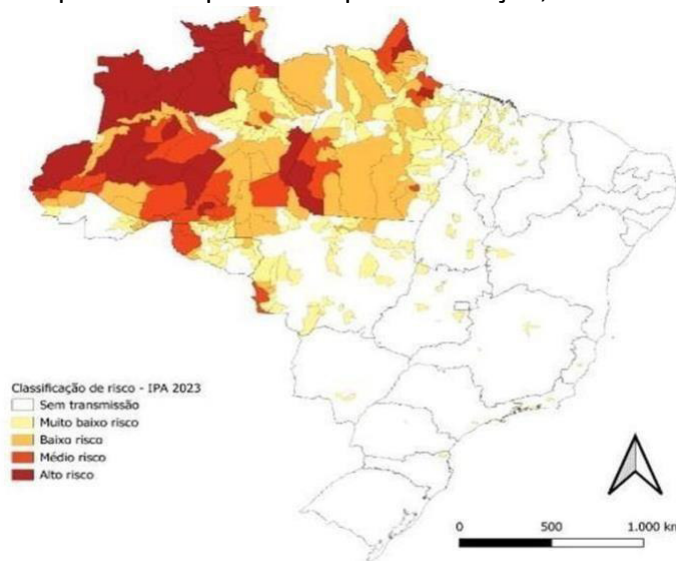 Classificação de risco - IPA 2023
Sem transmissão
Muito baixo risco
Baixo risco
Médio risco
Alto risco
0 500 1.000 km